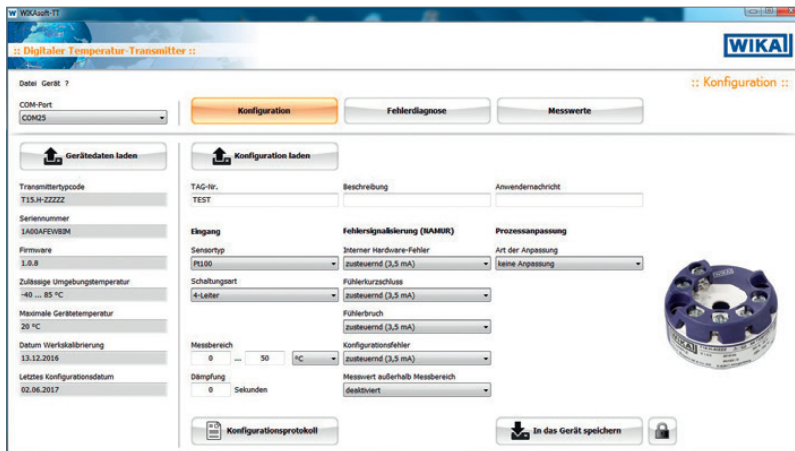 WIKAsoft-TT
:: Digitaler Temperatur-Transmitter ::
WIKA
Datei Gerät ?
:: Konfiguration ::
COM-Port
COM25
Konfiguration
Fehlerdiagnose
Messwerte
Gerätedaten laden
Konfiguration laden
Transmittertypcode
T15.H-ZZZZZ
Seriennummer
1A00AFEW8IM
Firmware
1.0.8
Zulässige Umgebungstemperatur
-40 ... 85 °C
Maximale Gerätetemperatur
20 °C
Datum Werkskalibrierung
13.12.2016
Letztes Konfigurationsdatum
02.06.2017
TAG-Nr.
TEST
Beschreibung
Anwendernachricht
Eingang
Sensortyp
Pt100
Schaltungsart
4-Leiter
Messbereich
0 ... 50 °C
Dämpfung
0 Sekunden
Fehlersignalisierung (NAMUR)
Interner Hardware-Fehler
zusteuernd (3,5 mA)
Fühlerkurzschluss
zusteuernd (3,5 mA)
Fühlerbruch
zusteuernd (3,5 mA)
Konfigurationsfehler
zusteuernd (3,5 mA)
Messwert außerhalb Messbereich
deaktiviert
Prozessanpassung
Art der Anpassung
keine Anpassung
WIKA
Konfigurationsprotokoll
In das Gerät speichern